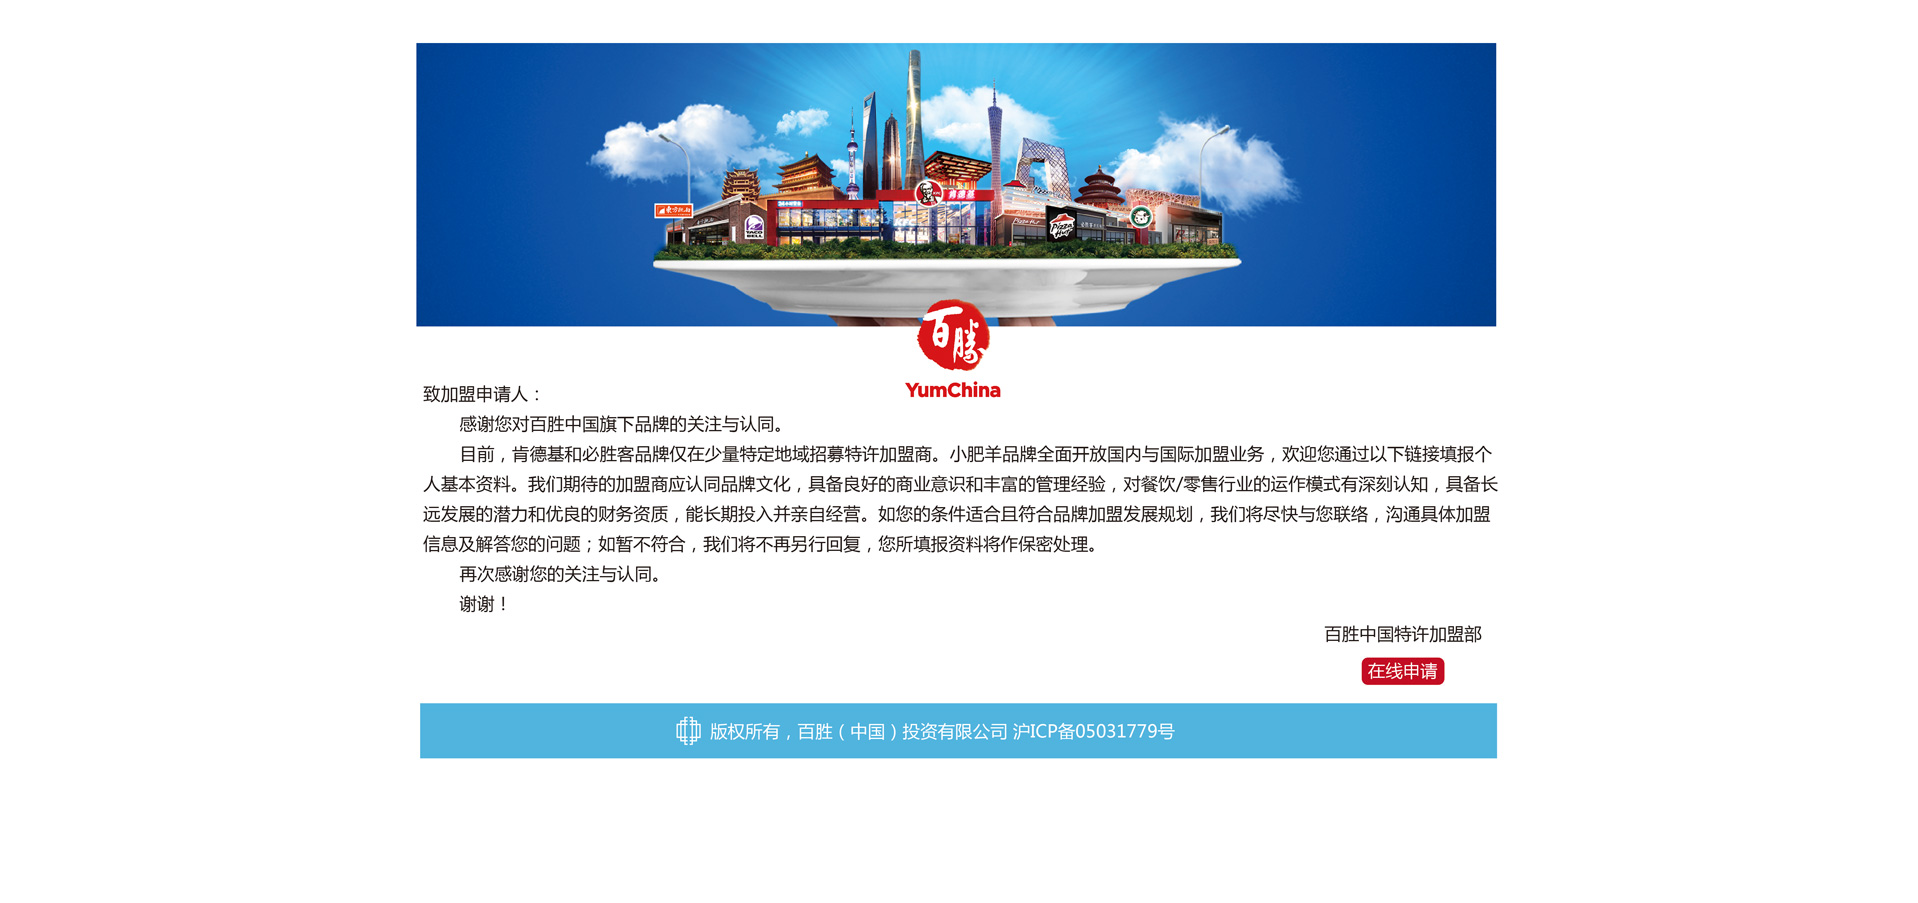 TACO BELL
肯德基
Pizza Hut
Pizza Hut
百胜
YumChina
致加盟申请人：
感谢您对百胜中国旗下品牌的关注与认同。
目前，肯德基和必胜客品牌仅在少量特定地域招募特许加盟商。小肥羊品牌全面开放国内与国际加盟业务，欢迎您通过以下链接填报个
人基本资料。我们期待的加盟商应认同品牌文化，具备良好的商业意识和丰富的管理经验，对餐饮/零售行业的运作模式有深刻认知，具备长
远发展的潜力和优良的财务资质，能长期投入并亲自经营。如您的条件适合且符合品牌加盟发展规划，我们将尽快与您联络，沟通具体加盟
信息及解答您的问题；如暂不符合，我们将不再另行回复，您所填报资料将作保密处理。
再次感谢您的关注与认同。
谢谢！
百胜中国特许加盟部
在线申请
版权所有，百胜（中国）投资有限公司 沪ICP备05031779号